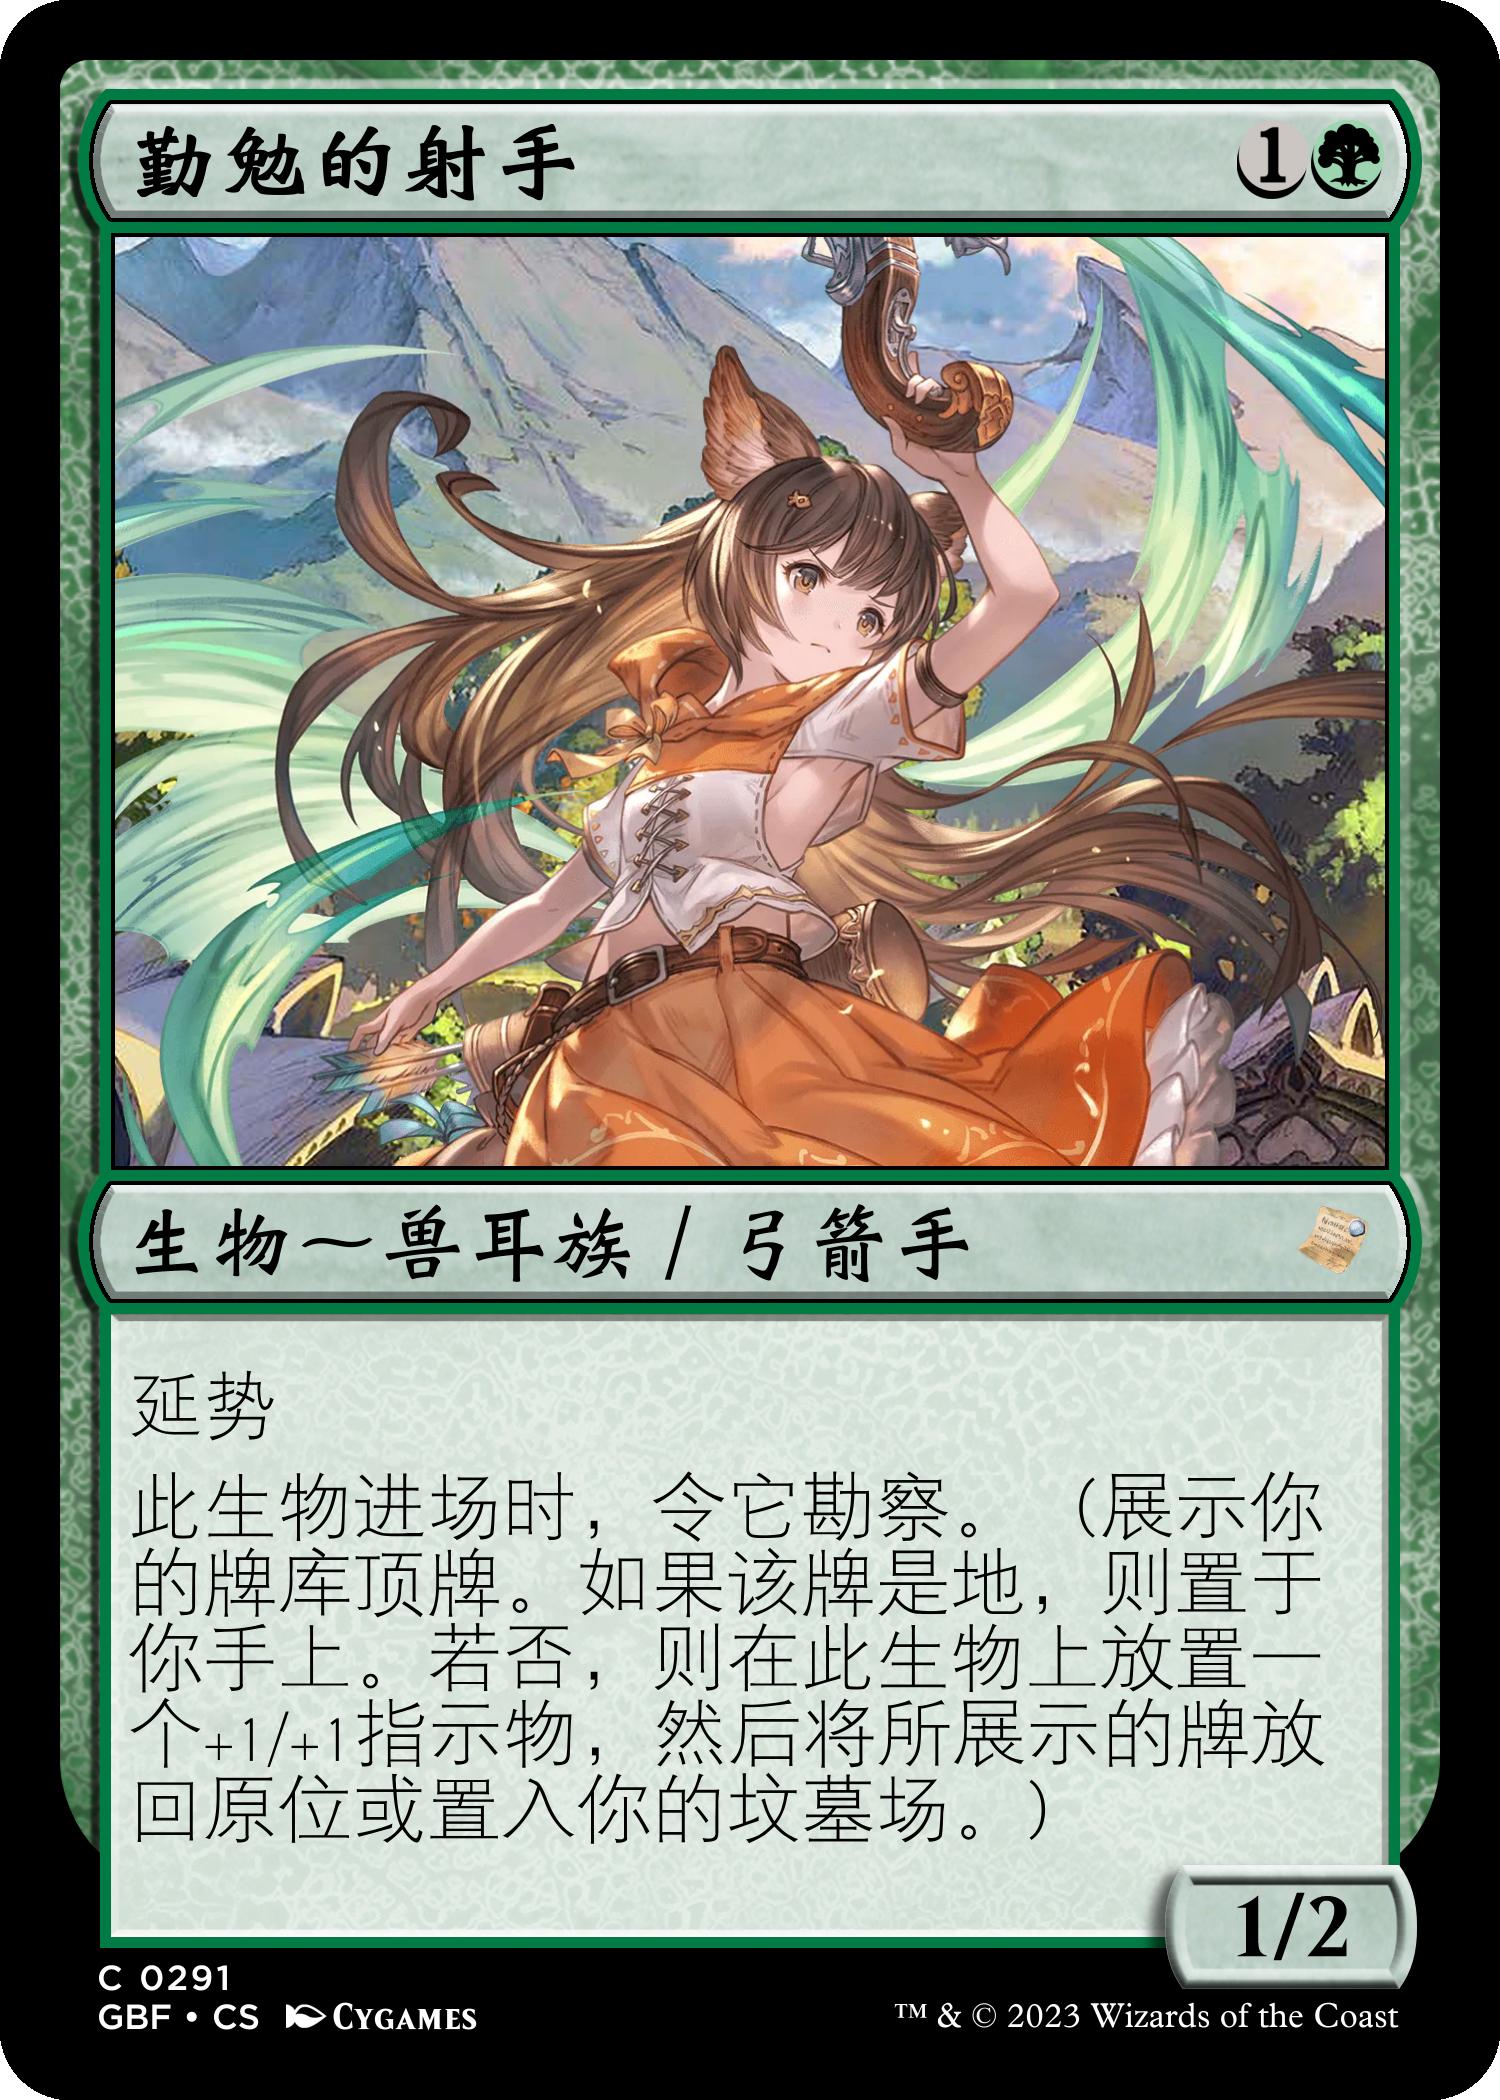 勤勉的射手 1
生物～兽耳族 / 弓箭手
延势
此生物进场时，令它勘察。（展示你
的牌库顶牌。如果该牌是地，则置于
你手上。若否，则在此生物上放置一
个+1/+1指示物，然后将所展示的牌放
回原位或置入你的坟墓场。）
1/2
C 0291
GBF • CS CYGAMES
™ & © 2023 Wizards of the Coast